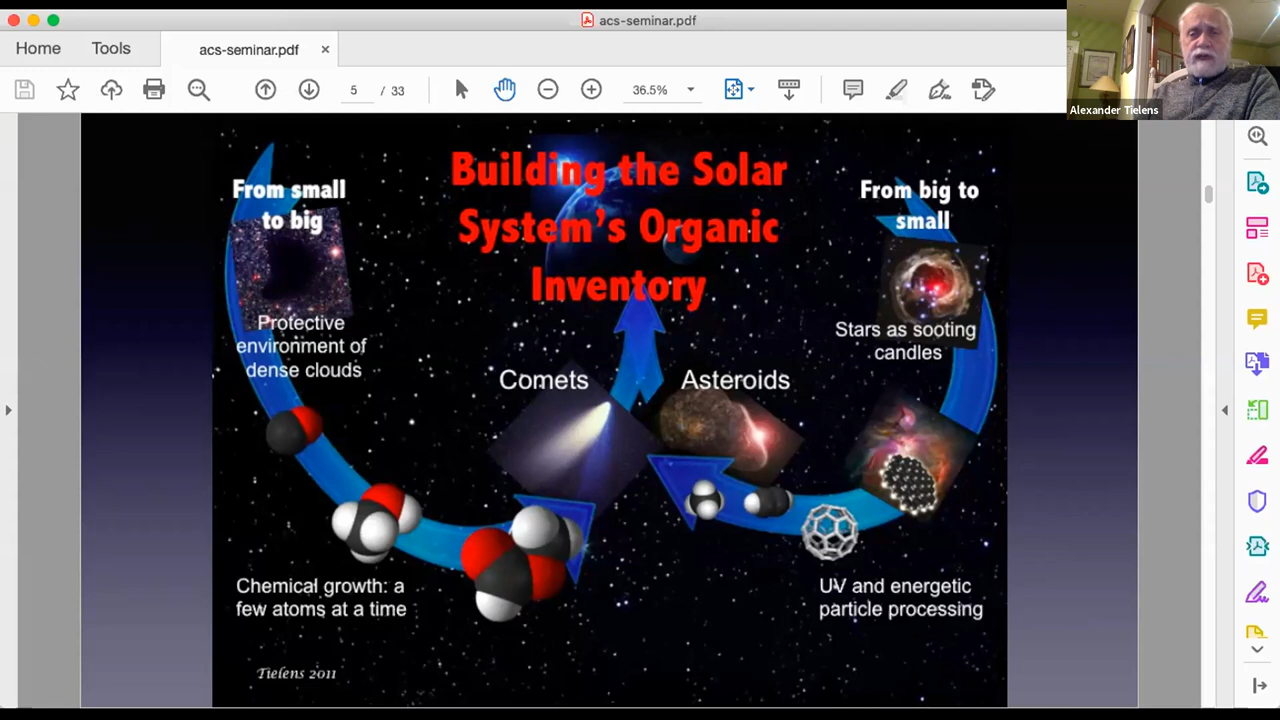 acs-seminar.pdf
Home
Tools
acs-seminar.pdf
5
/ 33
36.5%
Alexander Tielens
From small
to big
Building the Solar
System's Organic
Inventory
From big to
small
Protective
environment of
dense clouds
Stars as sooting
candles
Comets
Asteroids
Chemical growth: a
few atoms at a time
UV and energetic
particle processing
Tielens 2011